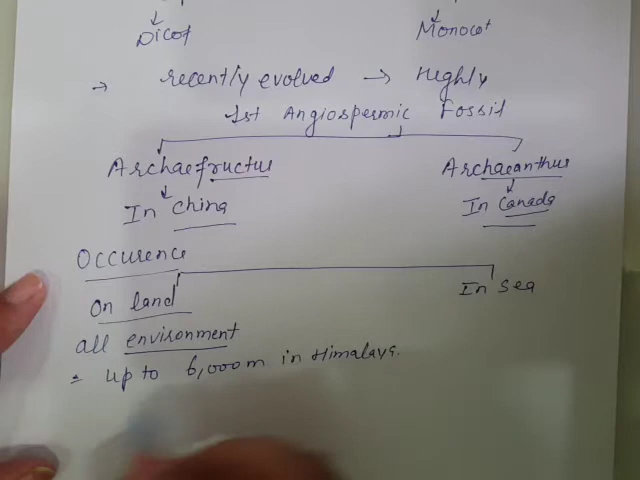 Dicot Monocot
→ recently evolved → Highly
1st Angiospermic Fossil
Archaefructus Archaeanthus
In China In Canada
Occurence
On land In sea
all environment
= up to 6,000m in Himalaya.